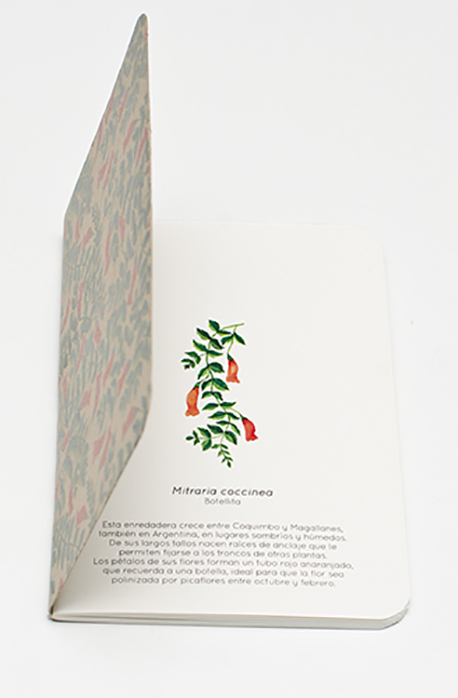 Mitraria coccinea
Botellita
Esta enredadera crece entre Coquimbo y Magallanes,
también en Argentina, en lugares sombríos y húmedos.
De sus largos tallos nacen raíces de anclaje que le
permiten fijarse a los troncos de otras plantas.
Los pétalos de sus flores forman un tubo rojo anaranjado,
que recuerda a una botella, ideal para que la flor sea
polinizada por picaflores entre octubre y febrero.